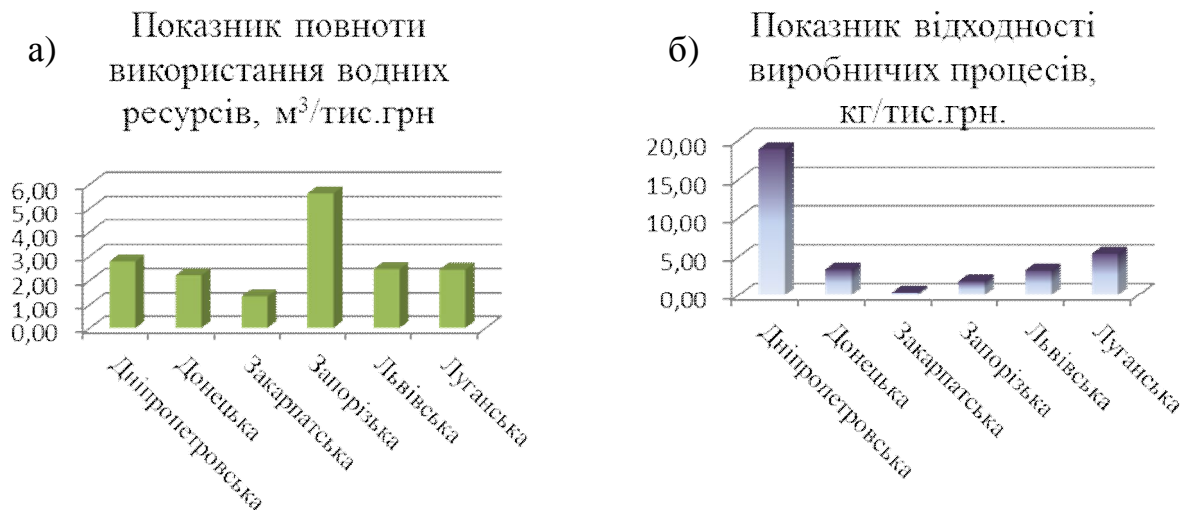 а)
Показник повноти
використання водних
ресурсів, м³/тис.грн
6,00
5,00
4,00
3,00
2,00
1,00
0,00
Дніпропетровська
Донецька
Закарпатська
Запорізька
Львівська
Луганська
б)
Показник відходності
виробничих процесів,
кг/тис.грн.
20,00
15,00
10,00
5,00
0,00
Дніпропетровська
Донецька
Закарпатська
Запорізька
Львівська
Луганська